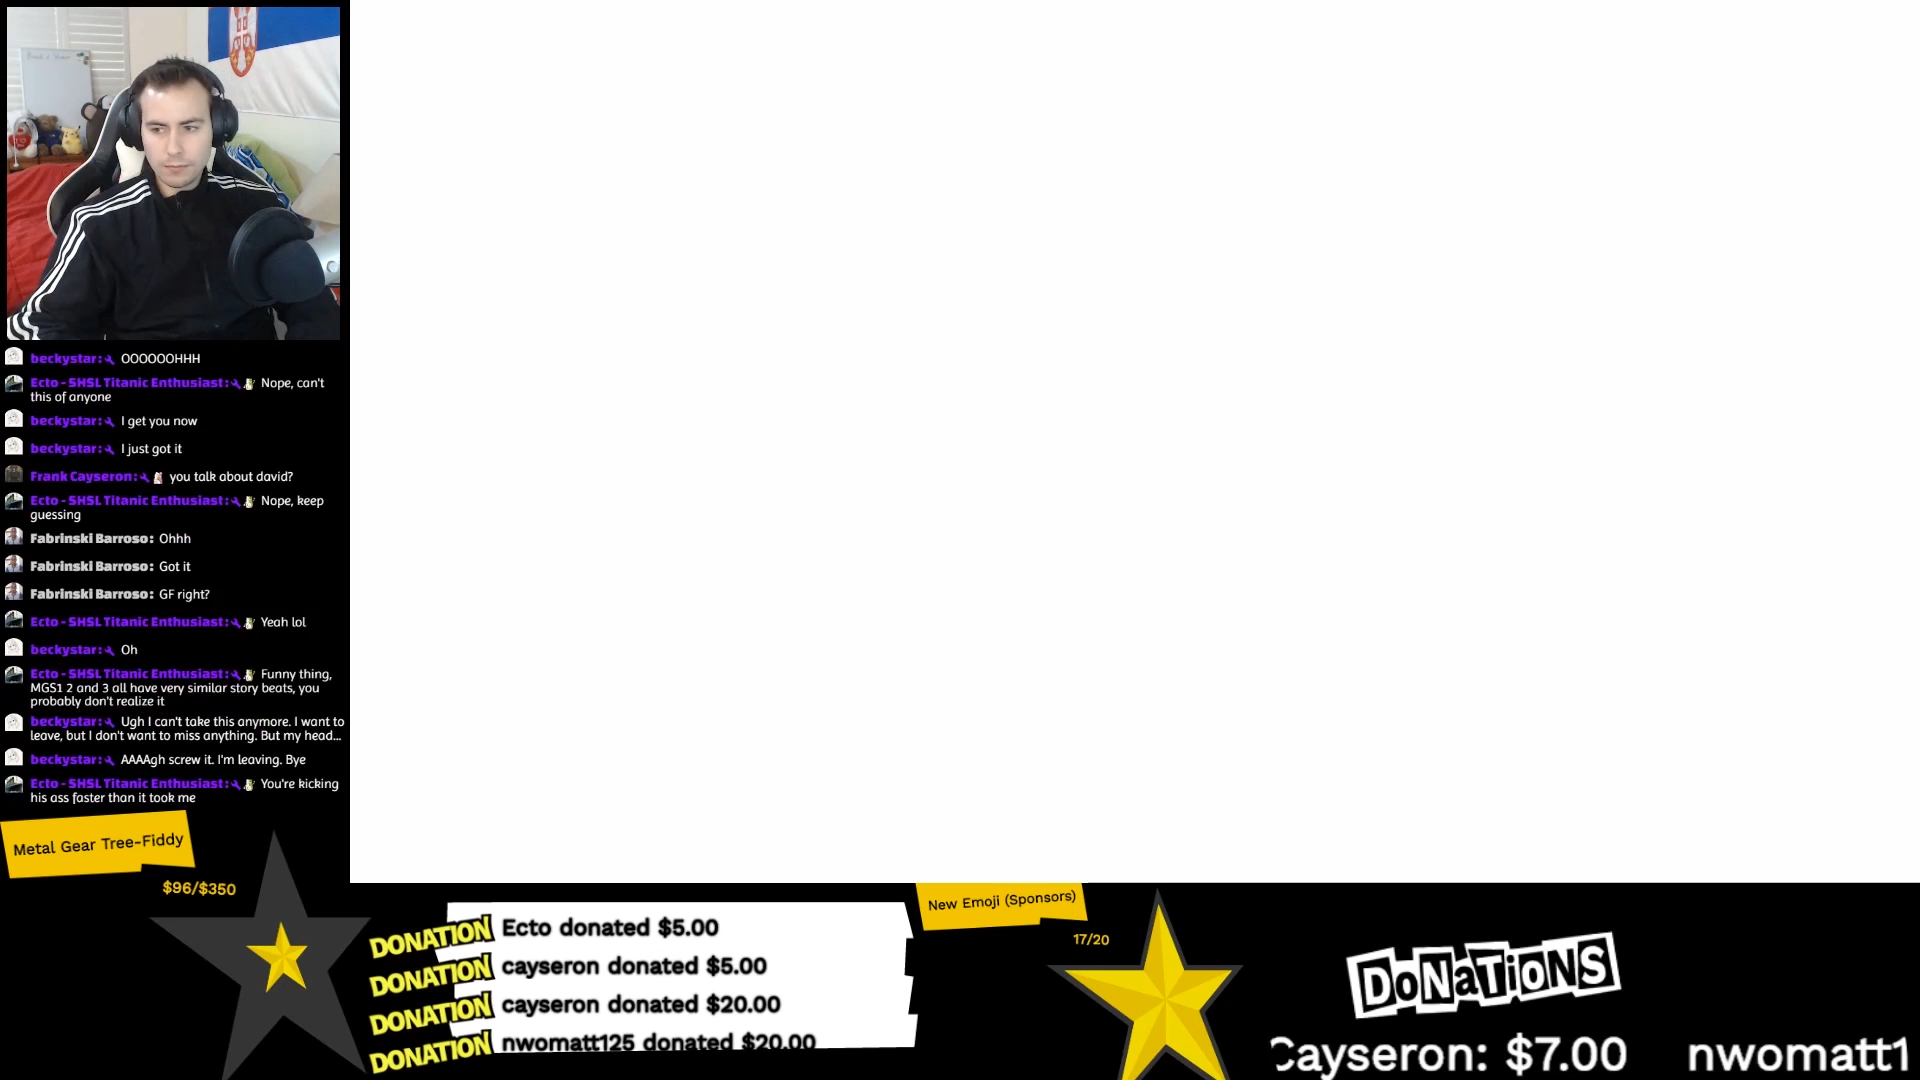 beckystar: OOOOOOHHH
Ecto - SHSL Titanic Enthusiast: Nope, can't
this of anyone
beckystar: I get you now
beckystar: I just got it
Frank Cayseron: you talk about david?
Ecto - SHSL Titanic Enthusiast: Nope, keep
guessing
Fabrinski Barroso: Ohhh
Fabrinski Barroso: Got it
Fabrinski Barroso: GF right?
Ecto - SHSL Titanic Enthusiast: Yeah lol
beckystar: Oh
Ecto - SHSL Titanic Enthusiast: Funny thing,
MGS1 2 and 3 all have very similar story beats, you
probably don't realize it
beckystar: Ugh I can't take this anymore. I want to
leave, but I don't want to miss anything. But my head...
beckystar: AAAAgh screw it. I'm leaving. Bye
Ecto - SHSL Titanic Enthusiast: You're kicking
his ass faster than it took me
Metal Gear Tree-Fiddy
$96/$350
DONATION Ecto donated $5.00
DONATION cayseron donated $5.00
DONATION cayseron donated $20.00
DONATION nwomatt125 donated $20.00
New Emoji (Sponsors)
17/20
DoNaTioNS
Cayseron: $7.00 nwomatt1